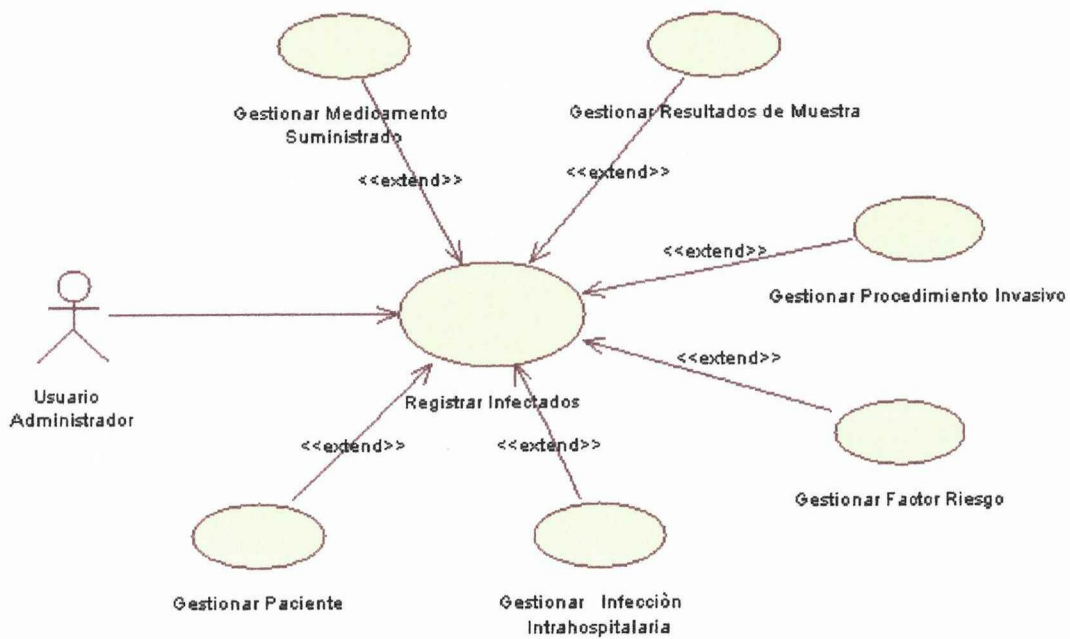 Gestionar Medicamento
Suministrado
Gestionar Resultados de Muestra
<<extend>>
<<extend>>
<<extend>>
Gestionar Procedimiento Invasivo
<<extend>>
Usuario
Administrador
Registrar Infectados
<<extend>>
<<extend>>
Gestionar Factor Riesgo
Gestionar Paciente
Gestionar Infecciòn
Intrahospitalaria